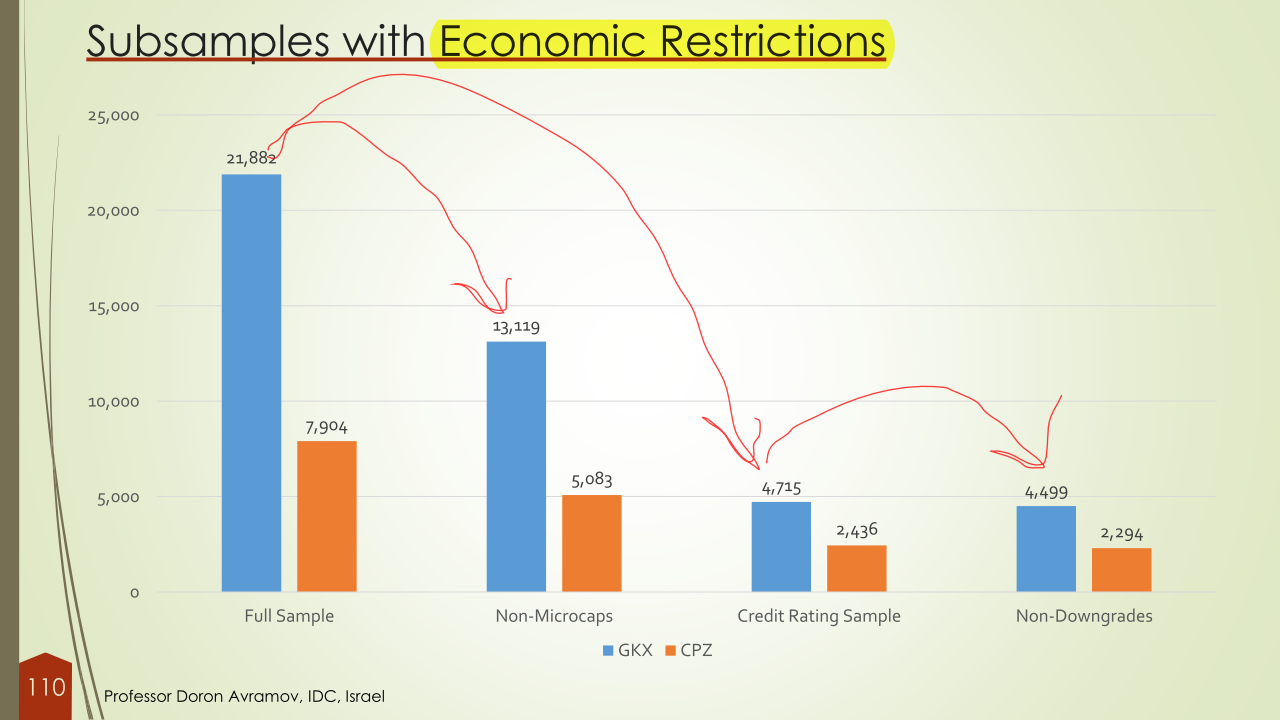 Subsamples with Economic Restrictions
25,000
20,000
15,000
10,000
5,000
0
21,882
7,904
13,119
5,083
4,715
2,436
4,499
2,294
Full Sample
Non-Microcaps
Credit Rating Sample
Non-Downgrades
GKX
CPZ
110
Professor Doron Avramov, IDC, Israel